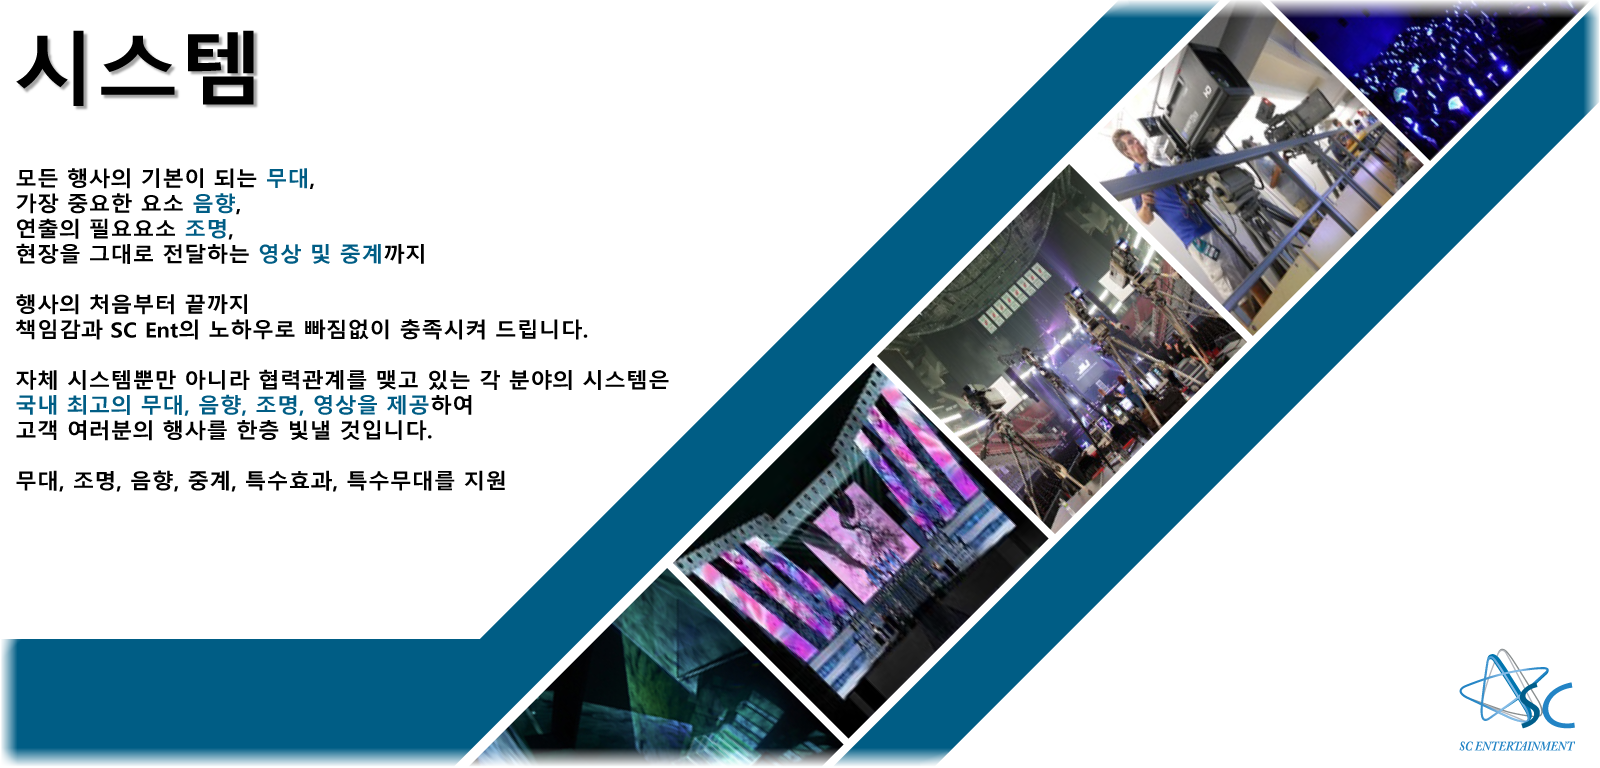 시스템
모든 행사의 기본이 되는 무대,
가장 중요한 요소 음향,
연출의 필요요소 조명,
현장을 그대로 전달하는 영상 및 중계까지
행사의 처음부터 끝까지
책임감과 SC Ent의 노하우로 빠짐없이 충족시켜 드립니다.
자체 시스템뿐만 아니라 협력관계를 맺고 있는 각 분야의 시스템은
국내 최고의 무대, 음향, 조명, 영상을 제공하여
고객 여러분의 행사를 한층 빛낼 것입니다.
무대, 조명, 음향, 중계, 특수효과, 특수무대를 지원
SC
SC ENTERTAINMENT